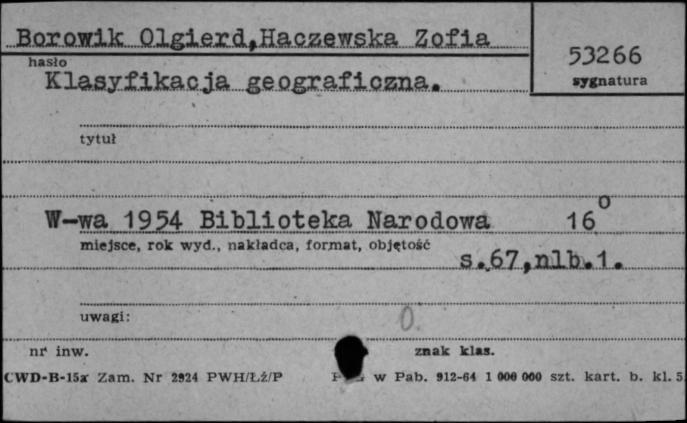 Borowik Olgierd,Haczewska Zofia
53266
hasło
sygnatura
Klasyfikacja geograficzna.
tytuł
W-wa 1954 Biblioteka Narodowa 16°
miejsce, rok wyd., nakładca, format, objętość
s.67,nlb.1.
uwagi:
0.
nr inw.
znak klas.
CWD-B-15a Zam. Nr 2924 PWH/Łż/P w Pab. 912-64 1 000 000 szt. kart. b. kl. 5